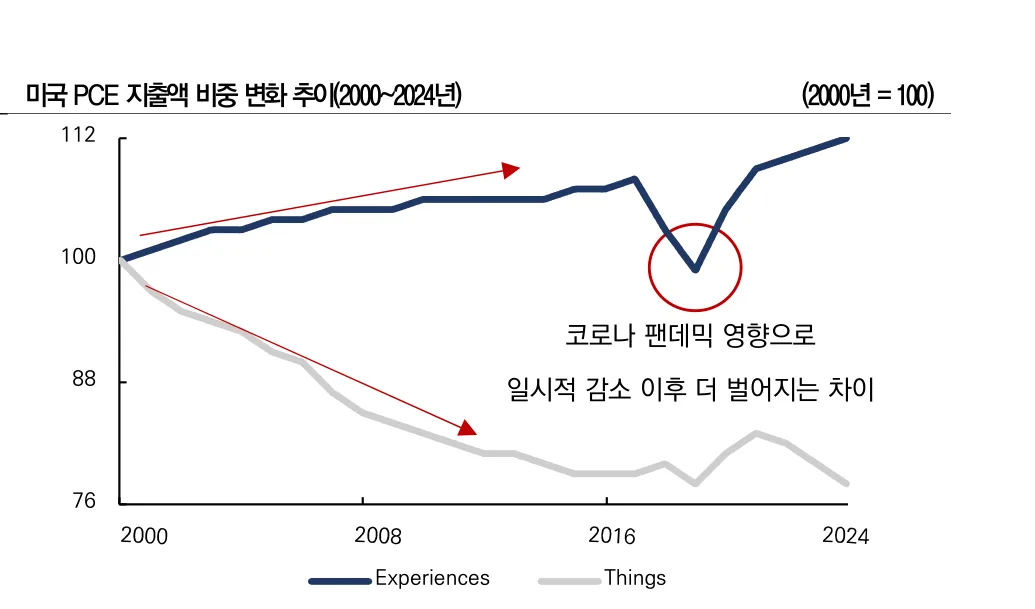 미국 PCE 지출액 비중 변화 추이(2000~2024년) (2000년 = 100)
112
100
88
76
코로나 팬데믹 영향으로
일시적 감소 이후 더 벌어지는 차이
2000 2008 2016 2024
Experiences Things